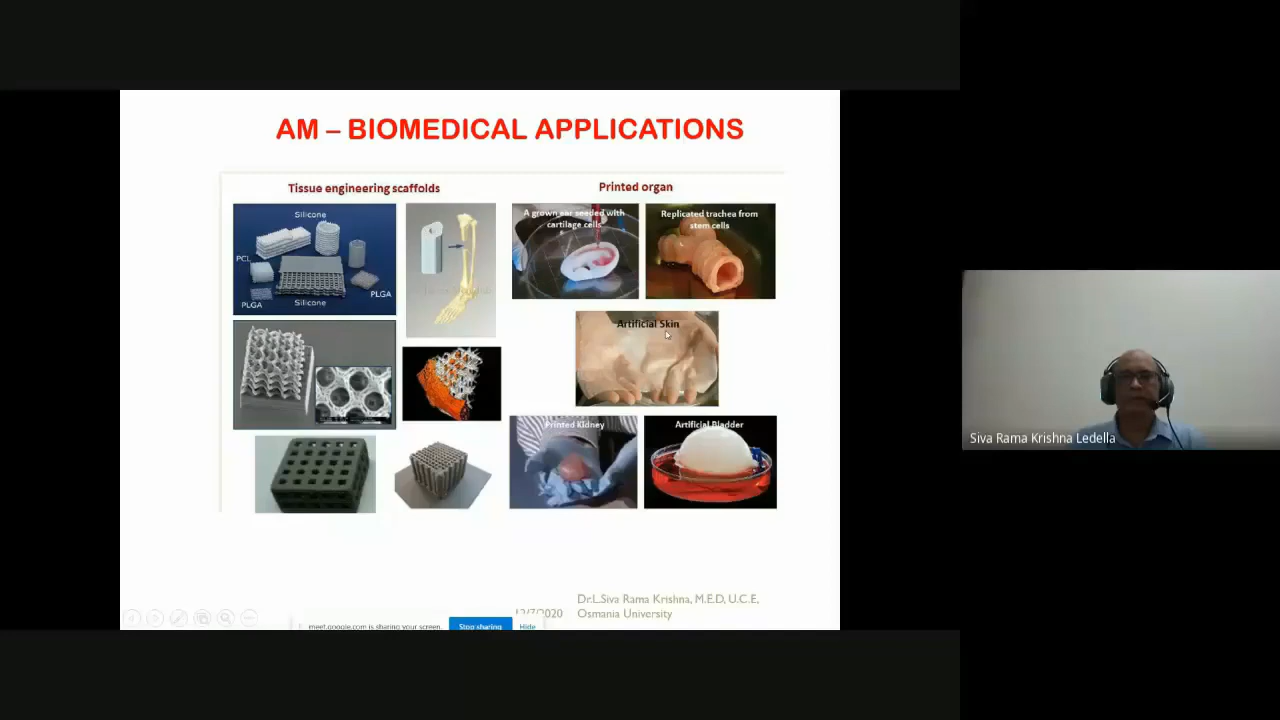 AM – BIOMEDICAL APPLICATIONS
Tissue engineering scaffolds
Printed organ
Silicone
PCL
PLGA
PLGA
Silicone
A grown ear seeded with
cartilage cells
Replicated trachea from
stem cells
Artificial Skin
Printed Kidney
Artificial Bladder
Siva Rama Krishna Ledella
Dr.L.Siva Rama Krishna, M.E.D, U.C.E,
12/7/2020 Osmania University
meet.google.com is sharing your screen.
Stop sharing
Hide